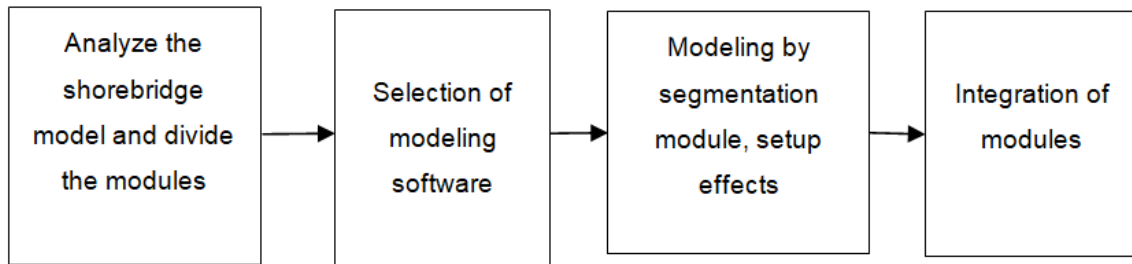 Analyze the
shorebridge
model and divide
the modules
Selection of
modeling
software
Modeling by
segmentation
module, setup
effects
Integration of
modules